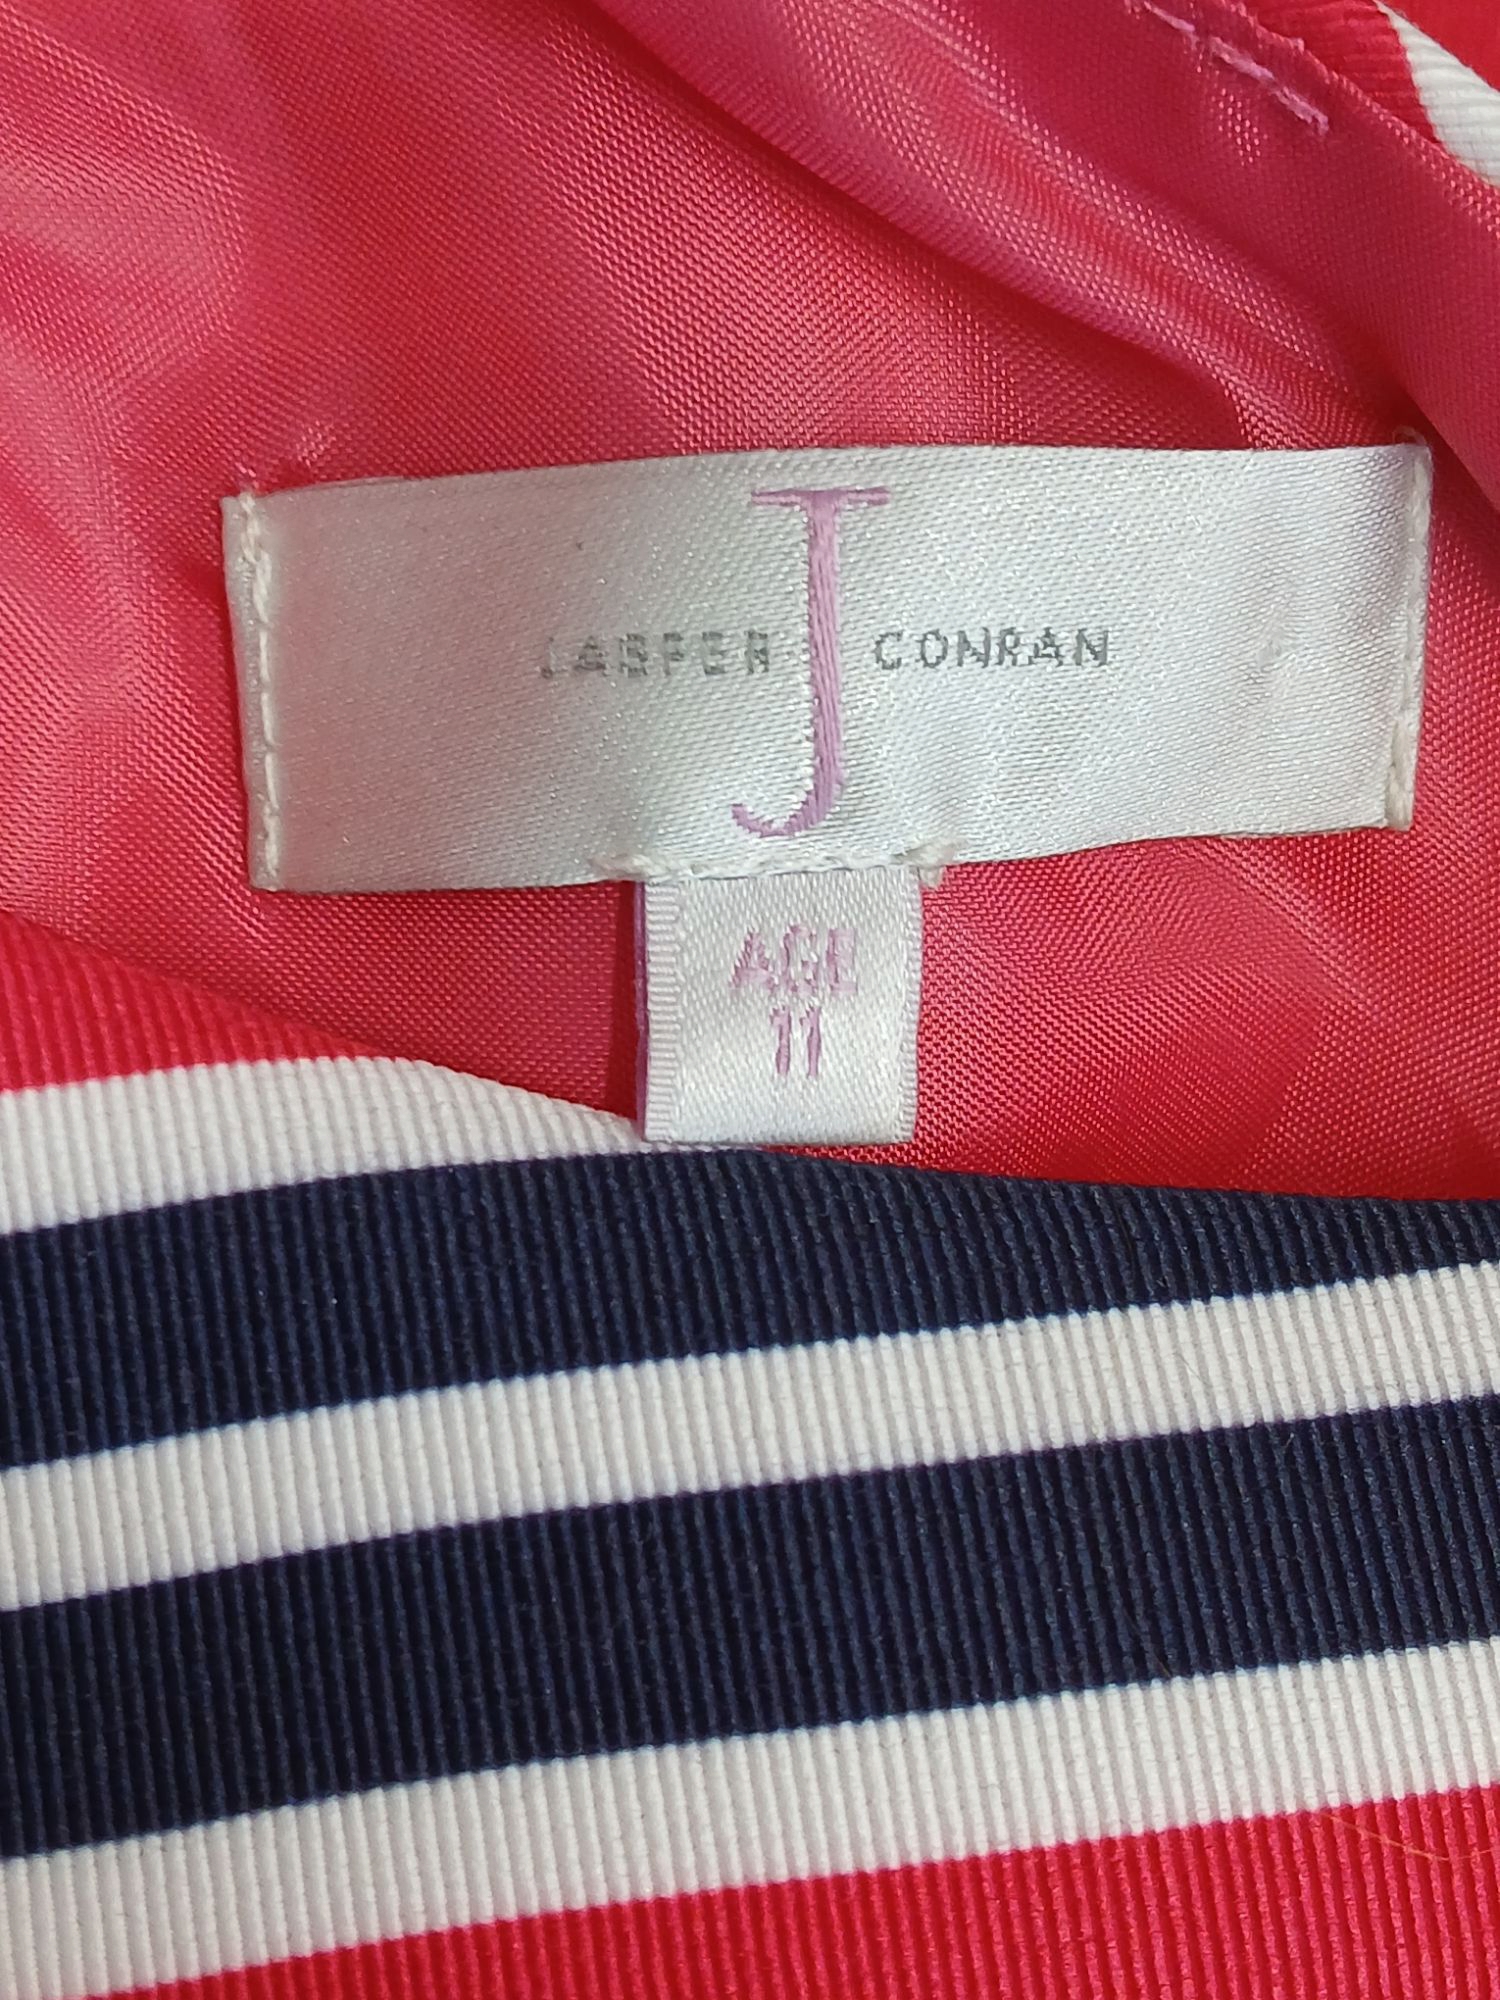 JASPER J CONRAN
AGE
11